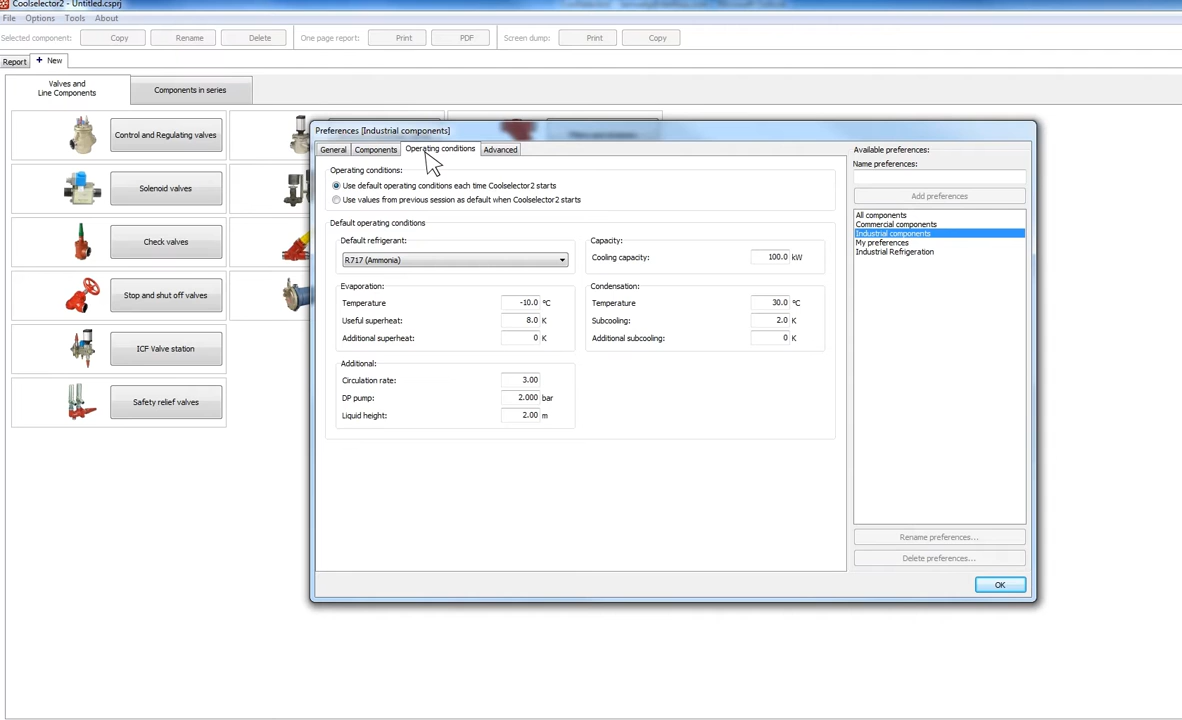 Coolselector2 - Untitled.csprj
File Options Tools About
Selected component: Copy Rename Delete One page report: Print PDF Screen dump: Print Copy
Report + New
Valves and
Line Components
Components in series
Control and Regulating valves
Solenoid valves
Check valves
Stop and shut off valves
ICF Valve station
Safety relief valves
Preferences [Industrial components]
General Components Operating conditions Advanced
Operating conditions:
Use default operating conditions each time Coolselector2 starts
Use values from previous session as default when Coolselector2 starts
Default operating conditions
Default refrigerant:
R717 (Ammonia)
Capacity:
Cooling capacity: 100.0 kW
Evaporation:
Temperature -10.0 °C
Useful superheat: 8.0 K
Additional superheat: 0 K
Condensation:
Temperature 30.0 °C
Subcooling: 2.0 K
Additional subcooling: 0 K
Additional:
Circulation rate: 3.00
DP pump: 2.000 bar
Liquid height: 2.00 m
Available preferences:
Name preferences:
Add preferences
All components
Commercial components
Industrial components
My preferences
Industrial Refrigeration
Rename preferences...
Delete preferences...
OK